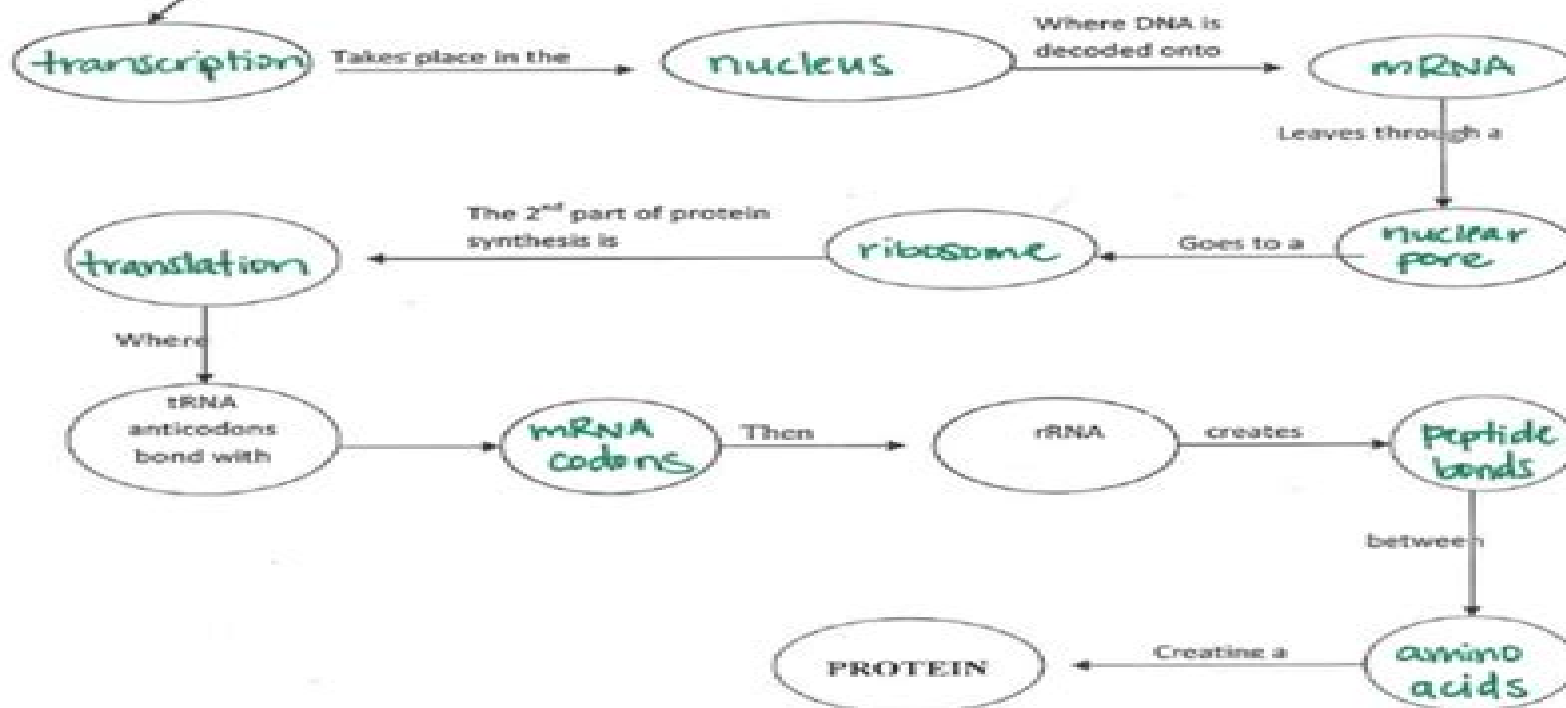 transcription
Takes place in the
nucleus
Where DNA is
decoded onto
mRNA
Leaves through a
nuclear
pore
Goes to a
ribosome
The 2nd part of protein
synthesis is
translation
Where
tRNA
anticodons
bond with
mRNA
codons
Then
rRNA
creates
peptide
bonds
between
amino
acids
Creating a
PROTEIN